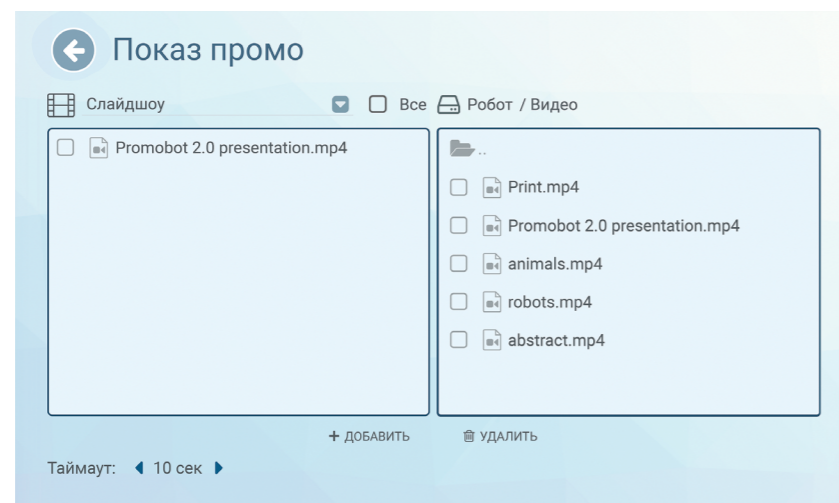 Показ промо
Слайдшоу
Все
Робот / Видео
Promobot 2.0 presentation.mp4
..
Print.mp4
Promobot 2.0 presentation.mp4
animals.mp4
robots.mp4
abstract.mp4
+ ДОБАВИТЬ
УДАЛИТЬ
Таймаут: 10 сек